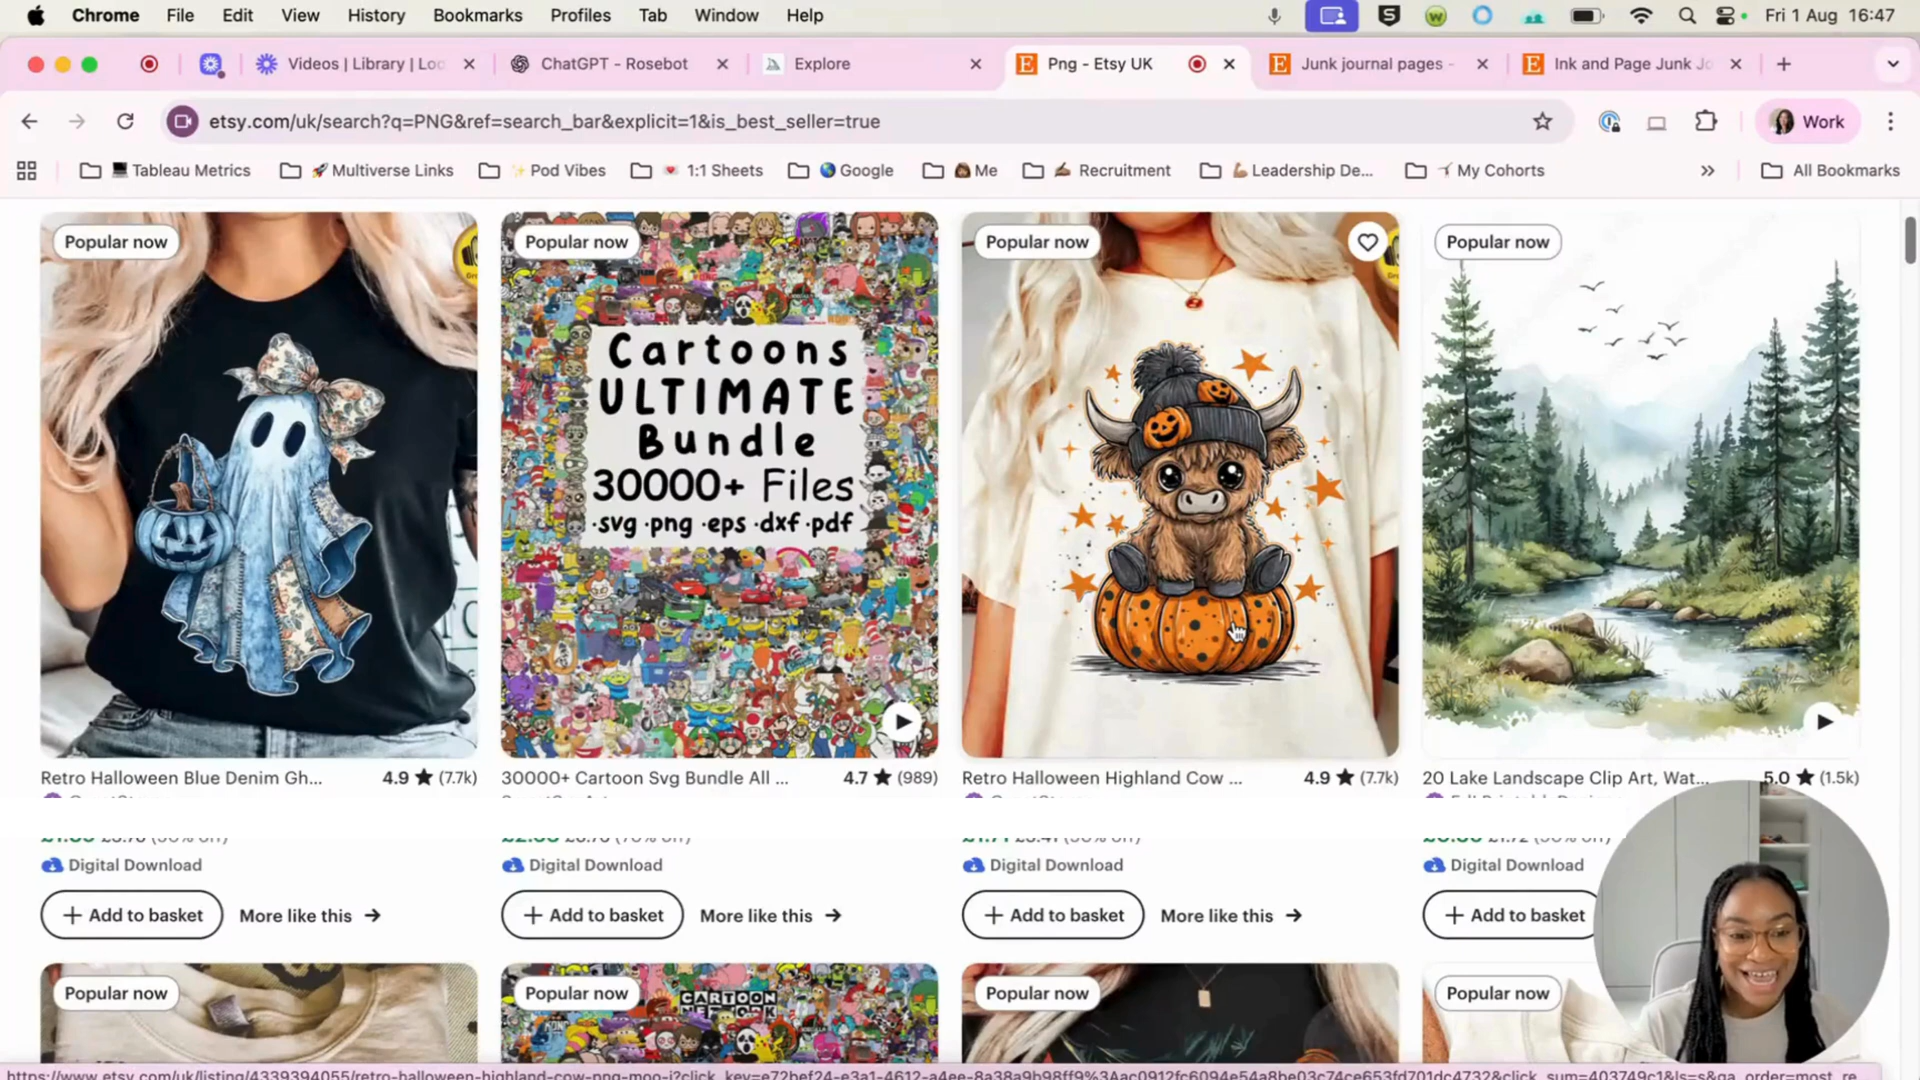 Chrome File Edit View History Bookmarks Profiles Tab Window Help Fri 1 Aug 16:47
Videos | Library | Loo ChatGPT - Rosebot Explore Png - Etsy UK Junk journal pages - Ink and Page Junk Jo
etsy.com/uk/search?q=PNG&ref=search_bar&explicit=1&is_best_seller=true Work
Tableau Metrics Multiverse Links Pod Vibes 1:1 Sheets Google Me Recruitment Leadership De... My Cohorts » All Bookmarks
Popular now Popular now Popular now Popular now
Cartoons
ULTIMATE
Bundle
30000+ Files
·svg ·png ·eps ·dxf ·pdf
Retro Halloween Blue Denim Gh... 4.9 (7.7k) 30000+ Cartoon Svg Bundle All ... 4.7 (989) Retro Halloween Highland Cow ... 4.9 (7.7k) 20 Lake Landscape Clip Art, Wat... 5.0 (1.5k)
Digital Download Digital Download Digital Download Digital Download
+ Add to basket More like this → + Add to basket More like this → + Add to basket More like this → + Add to basket
Popular now Popular now Popular now Popular now
CARTOON